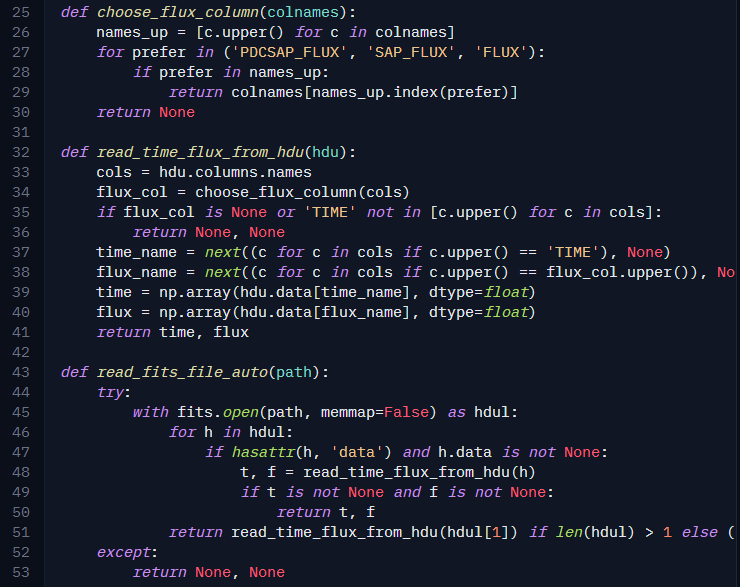 25 def choose_flux_column(colnames):
26     names_up = [c.upper() for c in colnames]
27     for prefer in ('PDCSAP_FLUX', 'SAP_FLUX', 'FLUX'):
28         if prefer in names_up:
29             return colnames[names_up.index(prefer)]
30     return None
31
32 def read_time_flux_from_hdu(hdu):
33     cols = hdu.columns.names
34     flux_col = choose_flux_column(cols)
35     if flux_col is None or 'TIME' not in [c.upper() for c in cols]:
36         return None, None
37     time_name = next((c for c in cols if c.upper() == 'TIME'), None)
38     flux_name = next((c for c in cols if c.upper() == flux_col.upper()), No
39     time = np.array(hdu.data[time_name], dtype=float)
40     flux = np.array(hdu.data[flux_name], dtype=float)
41     return time, flux
42
43 def read_fits_file_auto(path):
44     try:
45         with fits.open(path, memmap=False) as hdul:
46             for h in hdul:
47                 if hasattr(h, 'data') and h.data is not None:
48                     t, f = read_time_flux_from_hdu(h)
49                     if t is not None and f is not None:
50                         return t, f
51             return read_time_flux_from_hdu(hdul[1]) if len(hdul) > 1 else (
52     except:
53         return None, None